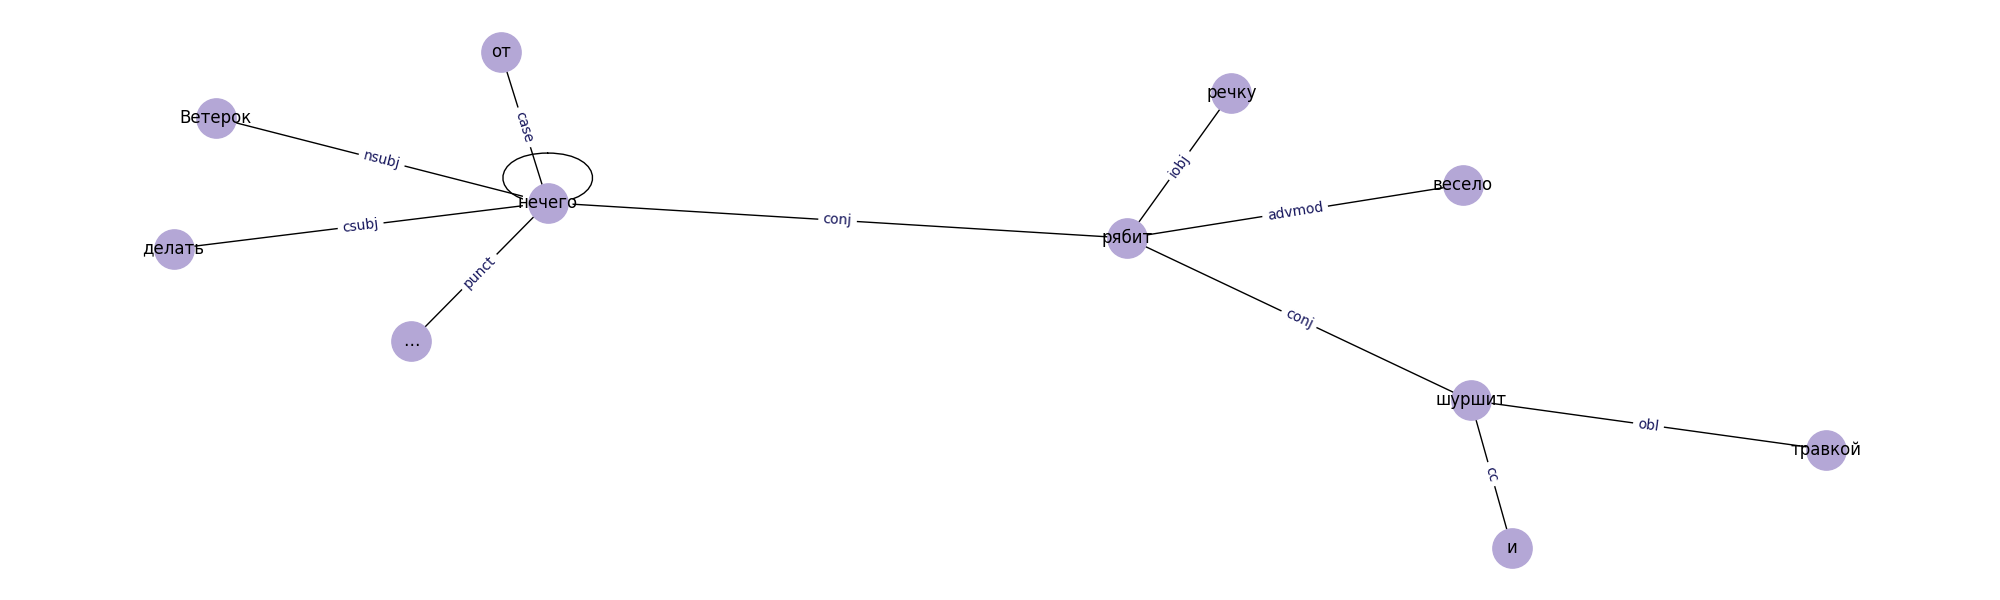 от
речку
Ветерок
case
nsubj
iobj
весело
нечего
advmod
conj
csubj
рябит
делать
punct
conj
...
шуршит
obl
травкой
cc
и